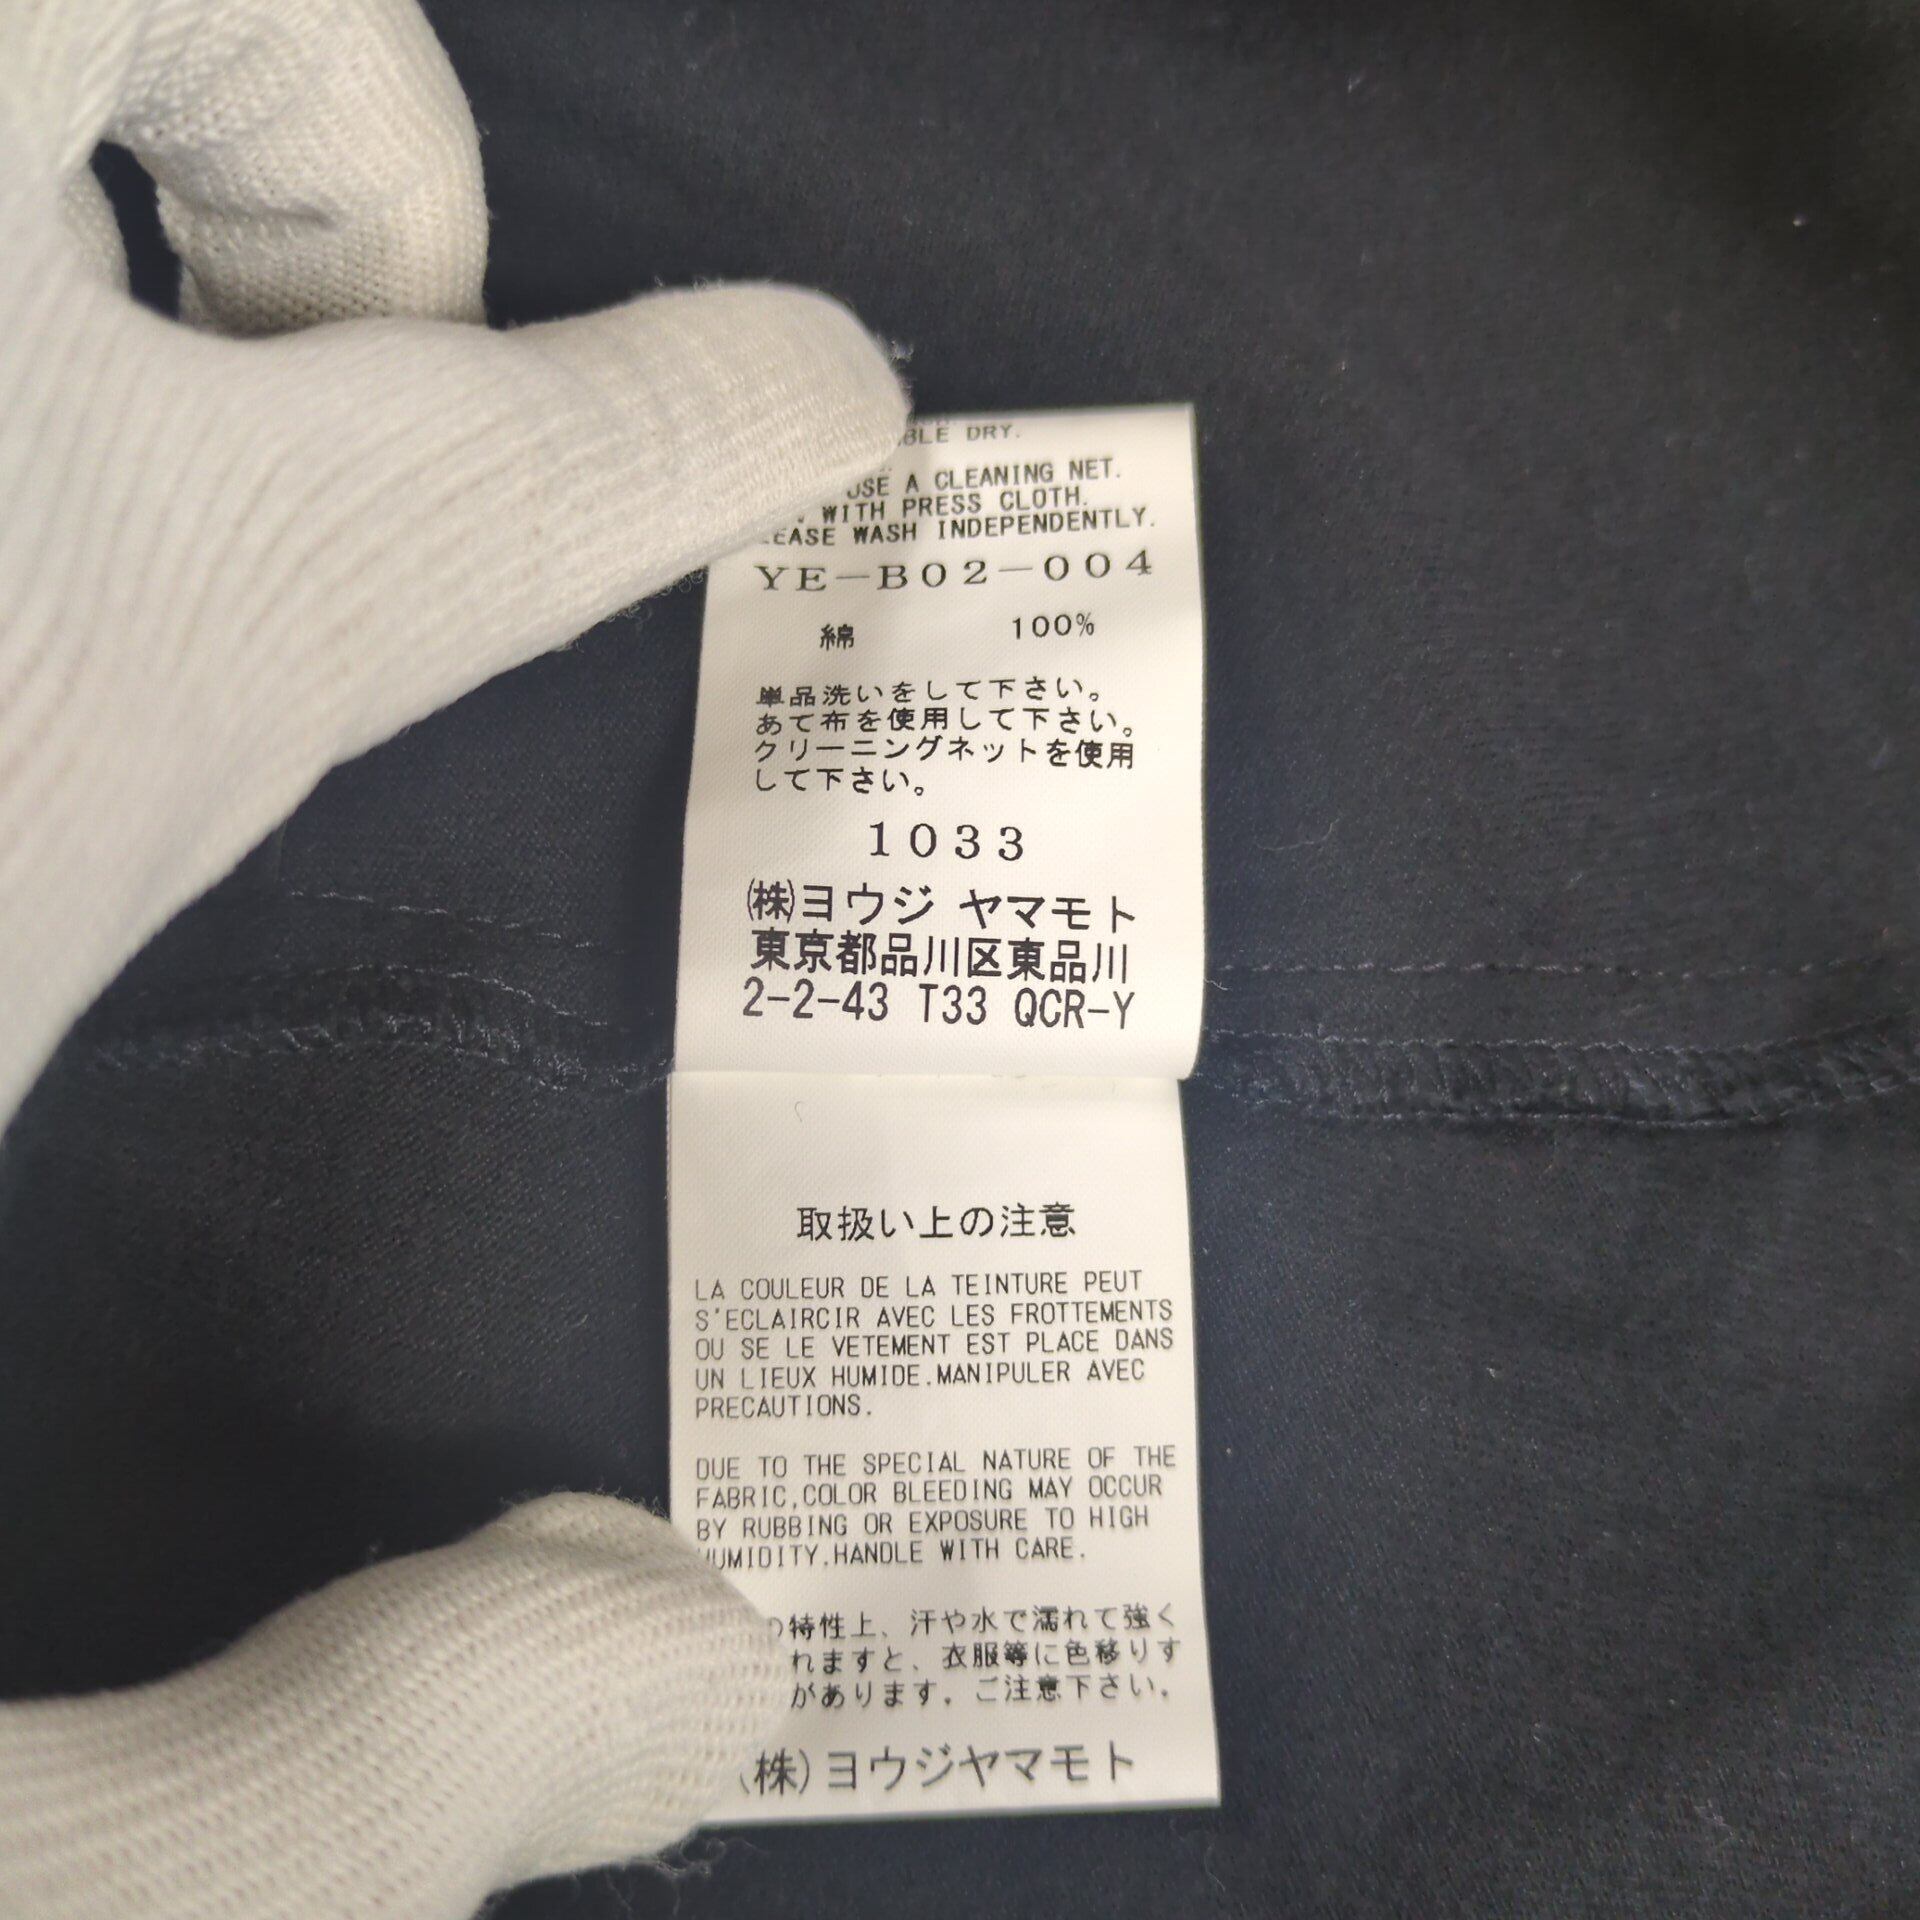 DRY.
USE A CLEANING NET.
WITH PRESS CLOTH.
WASH INDEPENDENTLY.
YE-B02-004
綿 100%
単品洗いをして下さい。
あて布を使用して下さい。
クリーニングネットを使用
して下さい。
1033
㈱ヨウジ ヤマモト
東京都品川区東品川
2-2-43 T33 QCR-Y
取扱い上の注意
LA COULEUR DE LA TEINTURE PEUT
S'ECLAIRCIR AVEC LES FROTTEMENTS
OU SE LE VETEMENT EST PLACE DANS
UN LIEUX HUMIDE.MANIPULER AVEC
PRECAUTIONS.
DUE TO THE SPECIAL NATURE OF THE
FABRIC,COLOR BLEEDING MAY OCCUR
BY RUBBING OR EXPOSURE TO HIGH
HUMIDITY.HANDLE WITH CARE.
特性上、汗や水で濡れて強く
れますと、衣服等に色移りす
があります。ご注意下さい。
(株)ヨウジヤマモト